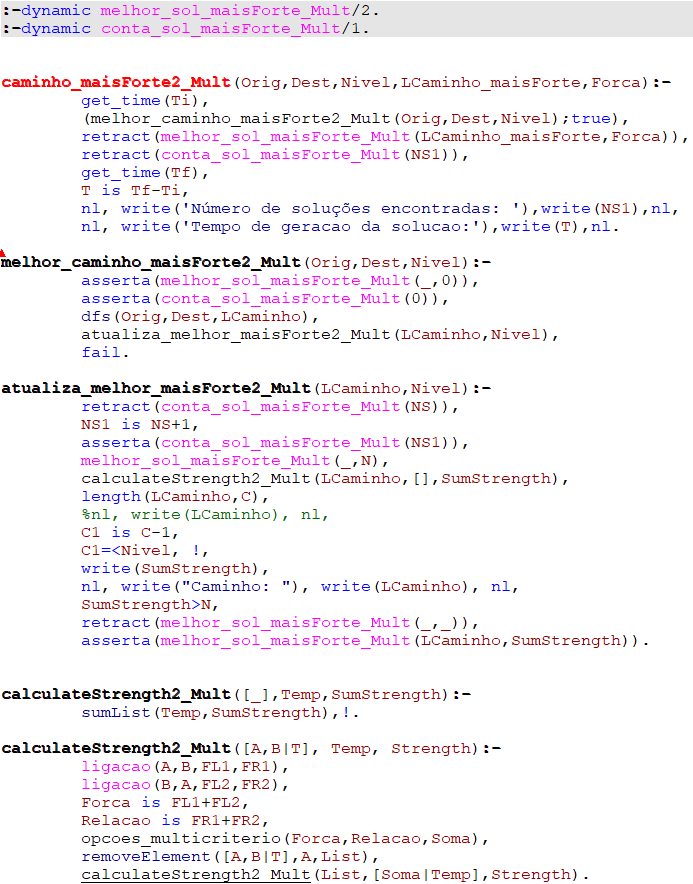 :-dynamic melhor_sol_maisForte_Mult/2.
:-dynamic conta_sol_maisForte_Mult/1.
caminho_maisForte2_Mult(Orig,Dest,Nivel,LCaminho_maisForte,Forca):-
get_time(Ti),
(melhor_caminho_maisForte2_Mult(Orig,Dest,Nivel);true),
retract(melhor_sol_maisForte_Mult(LCaminho_maisForte,Forca)),
retract(conta_sol_maisForte_Mult(NS1)),
get_time(Tf),
T is Tf-Ti,
nl, write('Número de soluções encontradas: '),write(NS1),nl,
nl, write('Tempo de geracao da solucao:'),write(T),nl.
melhor_caminho_maisForte2_Mult(Orig,Dest,Nivel):-
asserta(melhor_sol_maisForte_Mult(_,0)),
asserta(conta_sol_maisForte_Mult(0)),
dfs(Orig,Dest,LCaminho),
atualiza_melhor_maisForte2_Mult(LCaminho,Nivel),
fail.
atualiza_melhor_maisForte2_Mult(LCaminho,Nivel):-
retract(conta_sol_maisForte_Mult(NS)),
NS1 is NS+1,
asserta(conta_sol_maisForte_Mult(NS1)),
melhor_sol_maisForte_Mult(_,N),
calculateStrength2_Mult(LCaminho,[],SumStrength),
length(LCaminho,C),
%nl, write(LCaminho), nl,
C1 is C-1,
C1=<Nivel, !,
write(SumStrength),
nl, write("Caminho: "), write(LCaminho), nl,
SumStrength>N,
retract(melhor_sol_maisForte_Mult(_,_)),
asserta(melhor_sol_maisForte_Mult(LCaminho,SumStrength)).
calculateStrength2_Mult([_],Temp,SumStrength):-
sumList(Temp,SumStrength),!.
calculateStrength2_Mult([A,B|T], Temp, Strength):-
ligacao(A,B,FL1,FR1),
ligacao(B,A,FL2,FR2),
Forca is FL1+FL2,
Relacao is FR1+FR2,
opcoes_multicriterio(Forca,Relacao,Soma),
removeElement([A,B|T],A,List),
calculateStrength2_Mult(List,[Soma|Temp],Strength).